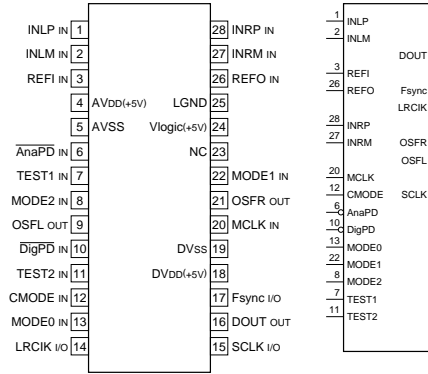 INLP IN 1
INLM IN 2
REFI IN 3
4 AVDD(+5V)
5 AVSS
AnaPD IN 6
TEST1 IN 7
MODE2 IN 8
OSFL OUT 9
DigPD IN 10
TEST2 IN 11
CMODE IN 12
MODE0 IN 13
LRCIK I/O 14
28 INRP IN
27 INRM IN
26 REFO IN
LGND 25
Vlogic(+5V) 24
NC 23
22 MODE1 IN
21 OSFR OUT
20 MCLK IN
DVSS 19
DVDD(+5V) 18
17 Fsync I/O
16 DOUT OUT
15 SCLK I/O
1 INLP
2 INLM
3 REFI
26 REFO
28 INRP
27 INRM
20 MCLK
12 CMODE
6 AnaPD
10 DigPD
13 MODE0
22 MODE1
8 MODE2
7 TEST1
11 TEST2
DOUT
Fsync
LRCIK
OSFR
OSFL
SCLK